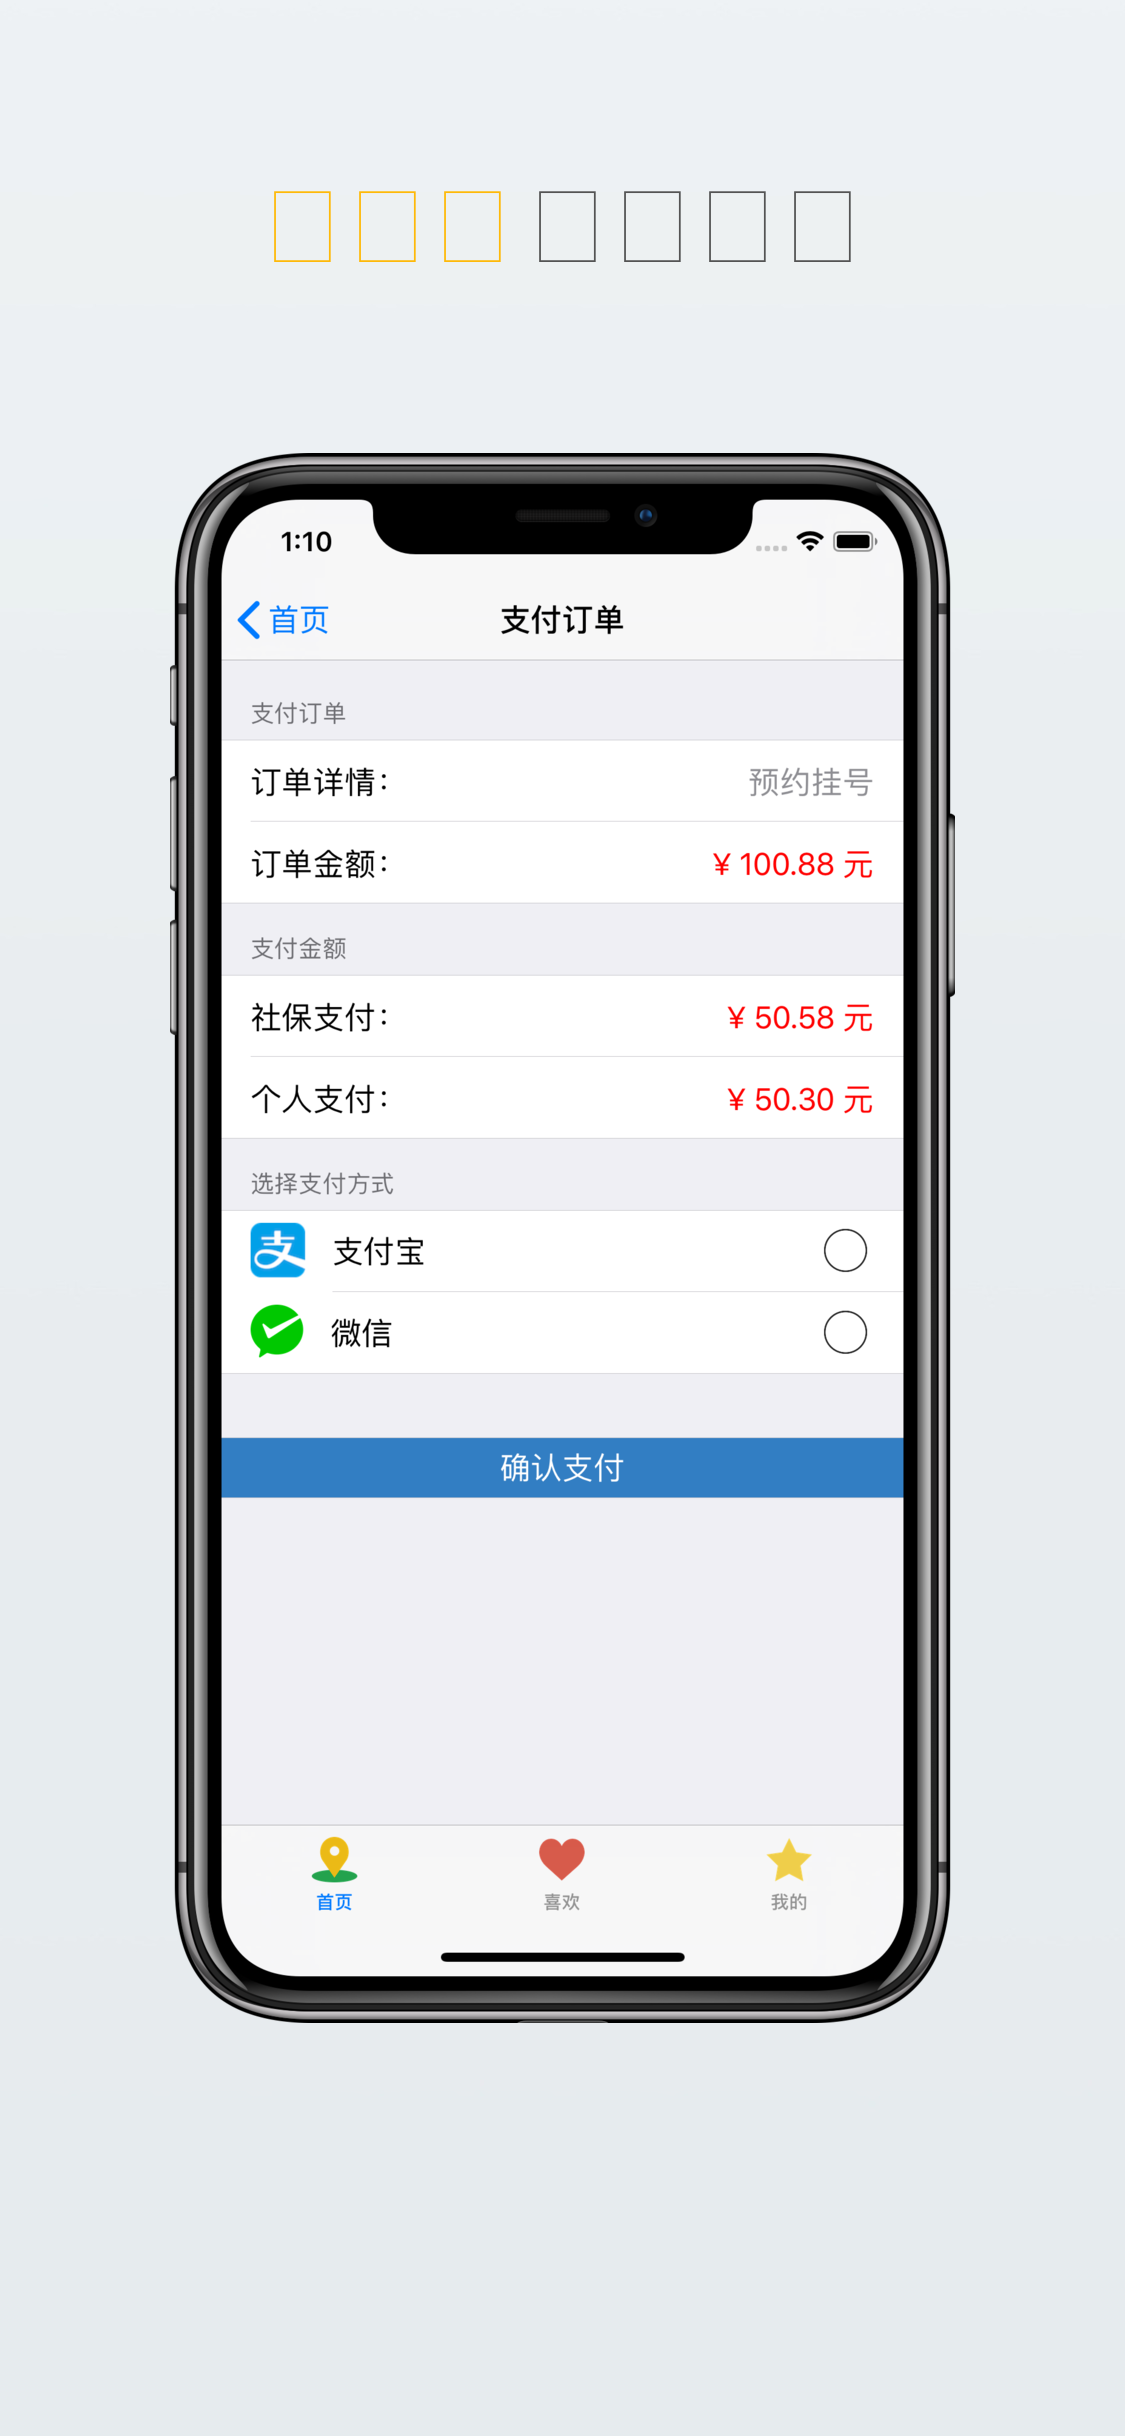 1:10
首页 支付订单
支付订单
订单详情： 预约挂号
订单金额： ¥ 100.88 元
支付金额
社保支付： ¥ 50.58 元
个人支付： ¥ 50.30 元
选择支付方式
支 支付宝
微信
确认支付
首页 喜欢 我的